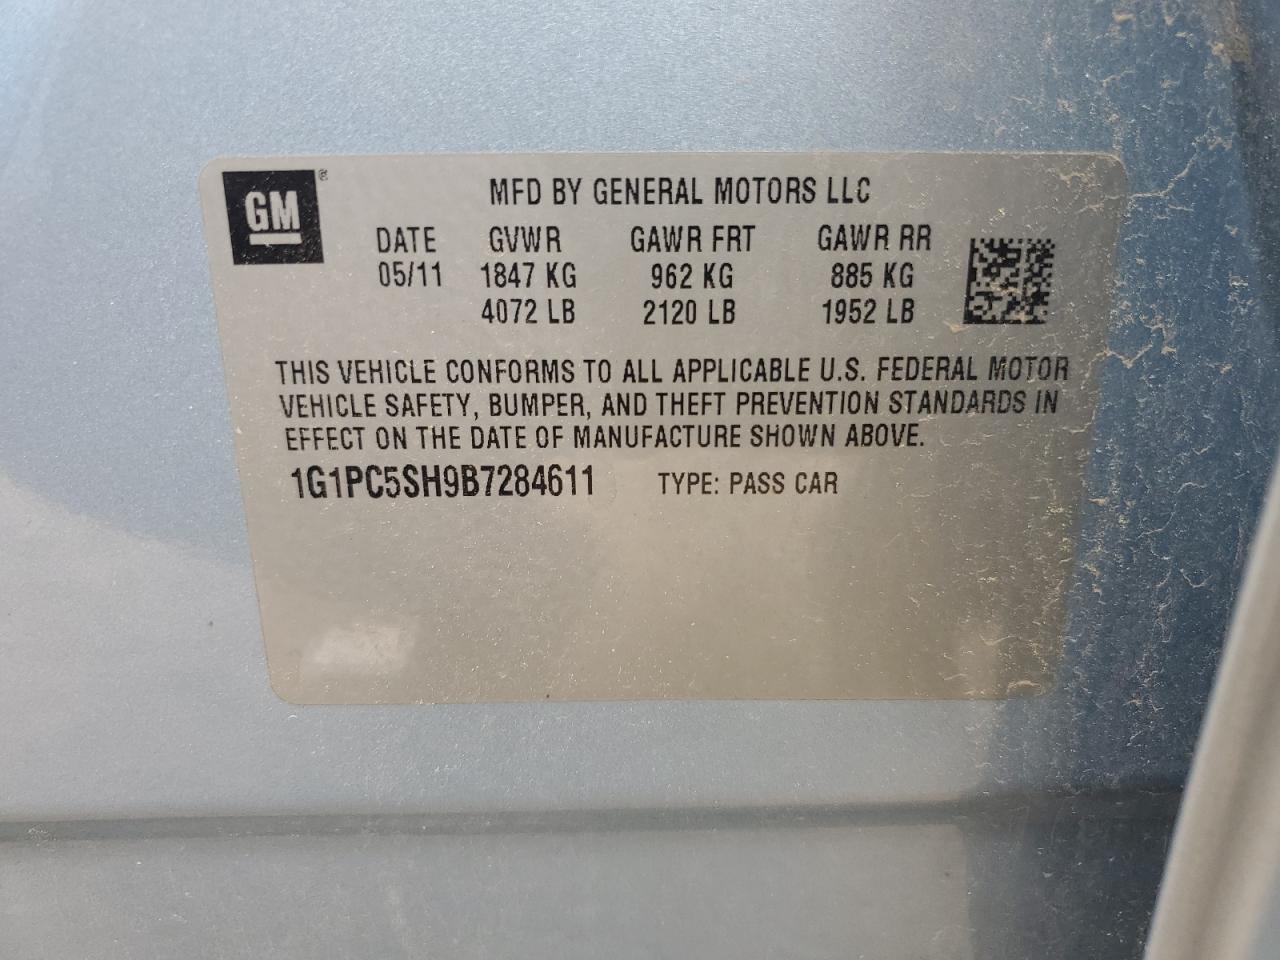 GM®
MFD BY GENERAL MOTORS LLC
DATE GVWR GAWR FRT GAWR RR
05/11 1847 KG 962 KG 885 KG
4072 LB 2120 LB 1952 LB
THIS VEHICLE CONFORMS TO ALL APPLICABLE U.S. FEDERAL MOTOR
VEHICLE SAFETY, BUMPER, AND THEFT PREVENTION STANDARDS IN
EFFECT ON THE DATE OF MANUFACTURE SHOWN ABOVE.
1G1PC5SH9B7284611 TYPE: PASS CAR